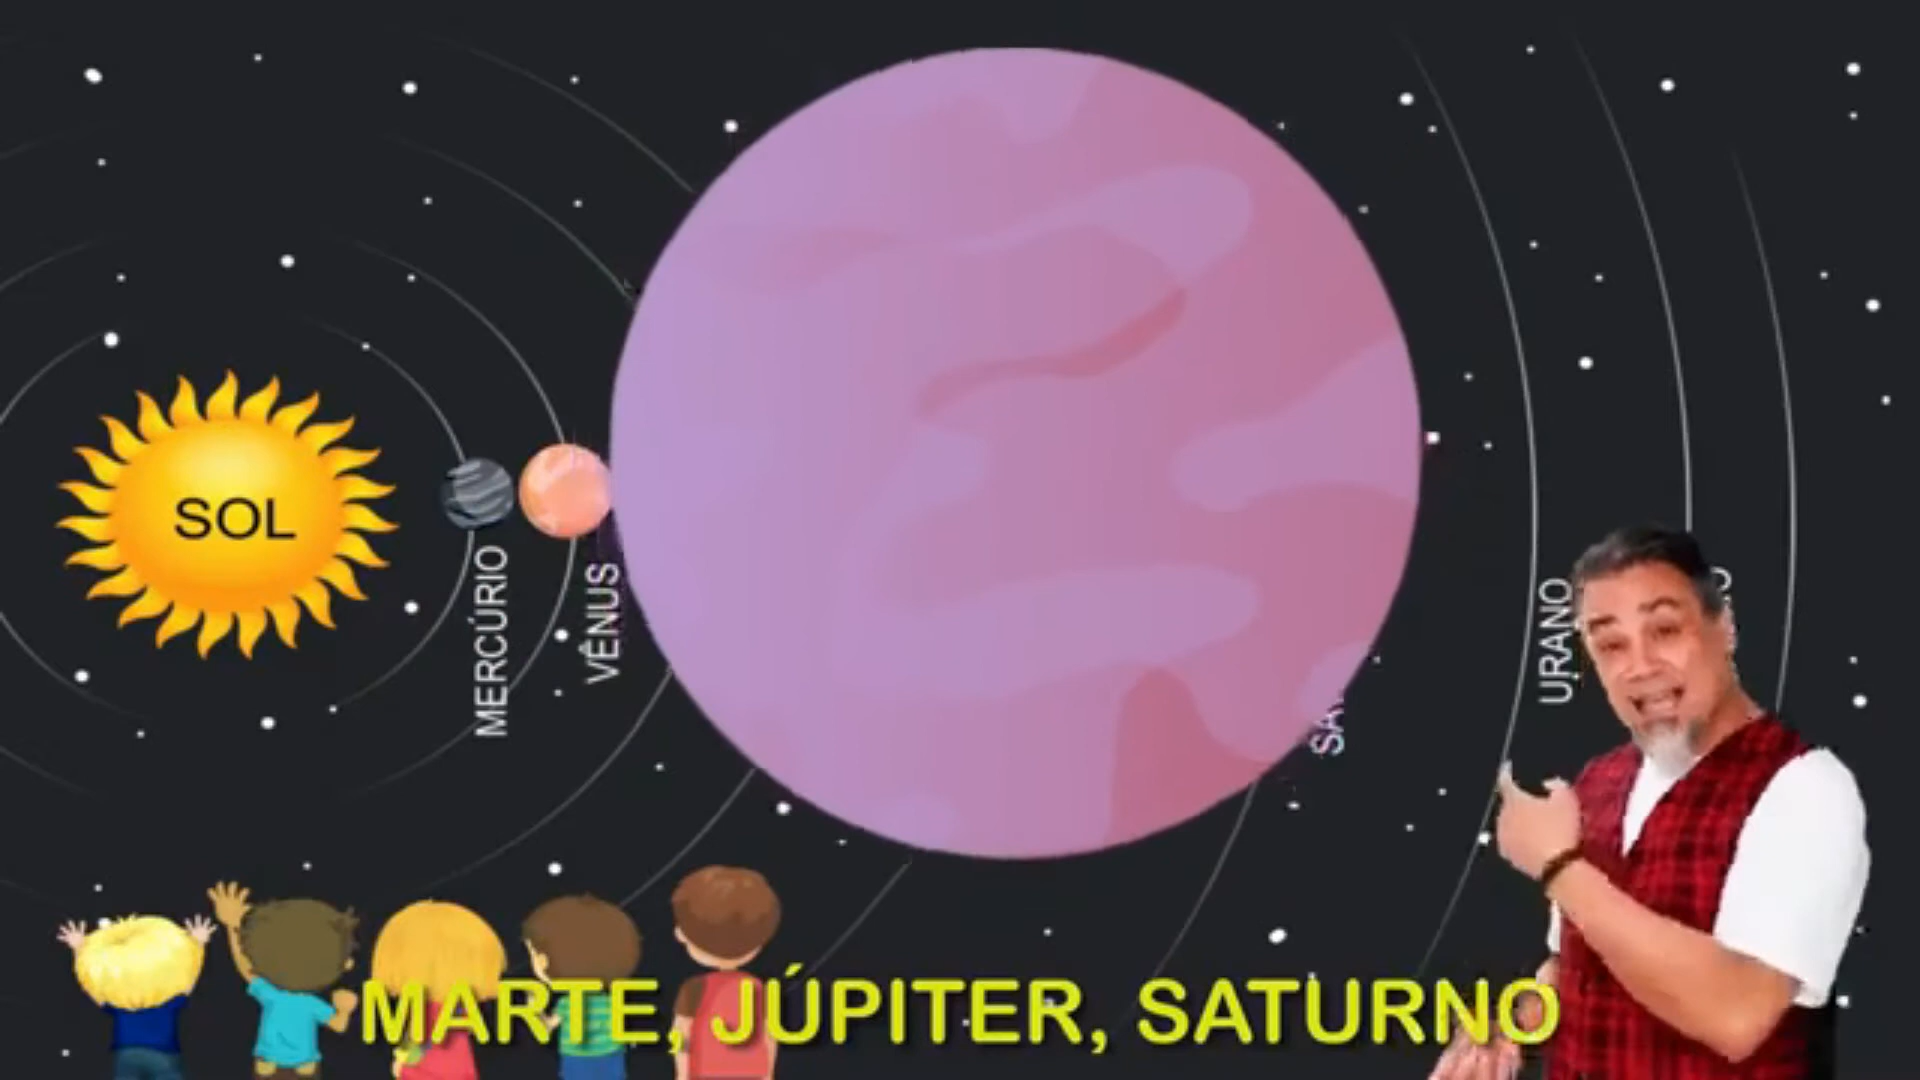 SOL
MERCÚRIO
VÊNUS
URANO
MARTE, JÚPITER, SATURNO